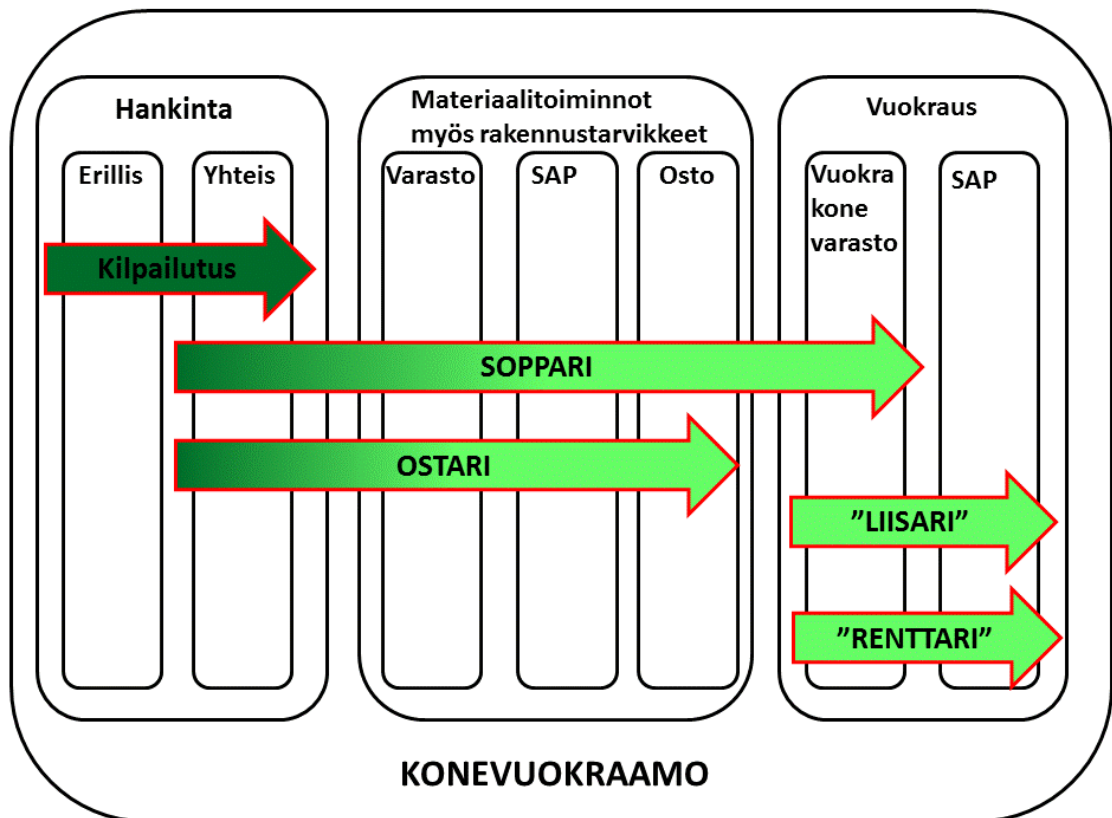 Hankinta
Erillis
Yhteis
Materiaalitoiminnot
myös rakennustarvikkeet
Varasto
SAP
Osto
Vuokraus
Vuokra
kone
varasto
SAP
Kilpailutus
SOPPARI
OSTARI
”LIISARI”
”RENTTARI”
KONEVUOKRAAMO